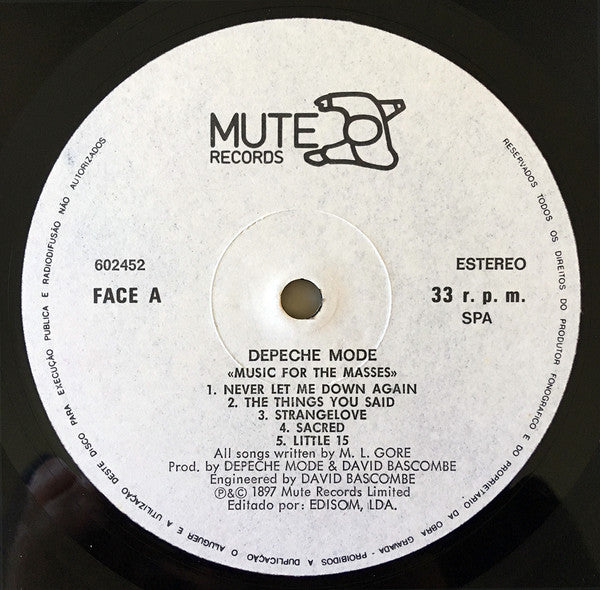 MUTE
RECORDS
602452
FACE A
ESTEREO
33 r. p. m.
SPA
DEPECHE MODE
«MUSIC FOR THE MASSES»
1. NEVER LET ME DOWN AGAIN
2. THE THINGS YOU SAID
3. STRANGELOVE
4. SACRED
5. LITTLE 15
All songs written by M. L. GORE
Prod. by DEPECHE MODE & DAVID BASCOMBE
Engineered by DAVID BASCOMBE
℗&© 1897 Mute Records Limited
Editado por: EDISOM, LDA.
RESERVADOS TODOS OS DIREITOS DO PRODUTOR FONOGRAFICO E DO PROPRIETARIO DA OBRA GRAVADA - PROIBIDOS A DUPLICAÇÃO O ALUGUER E A UTILIZAÇÃO DESTE DISCO PARA EXECUÇÃO PUBLICA E RADIODIFUSÃO NÃO AUTORIZADOS